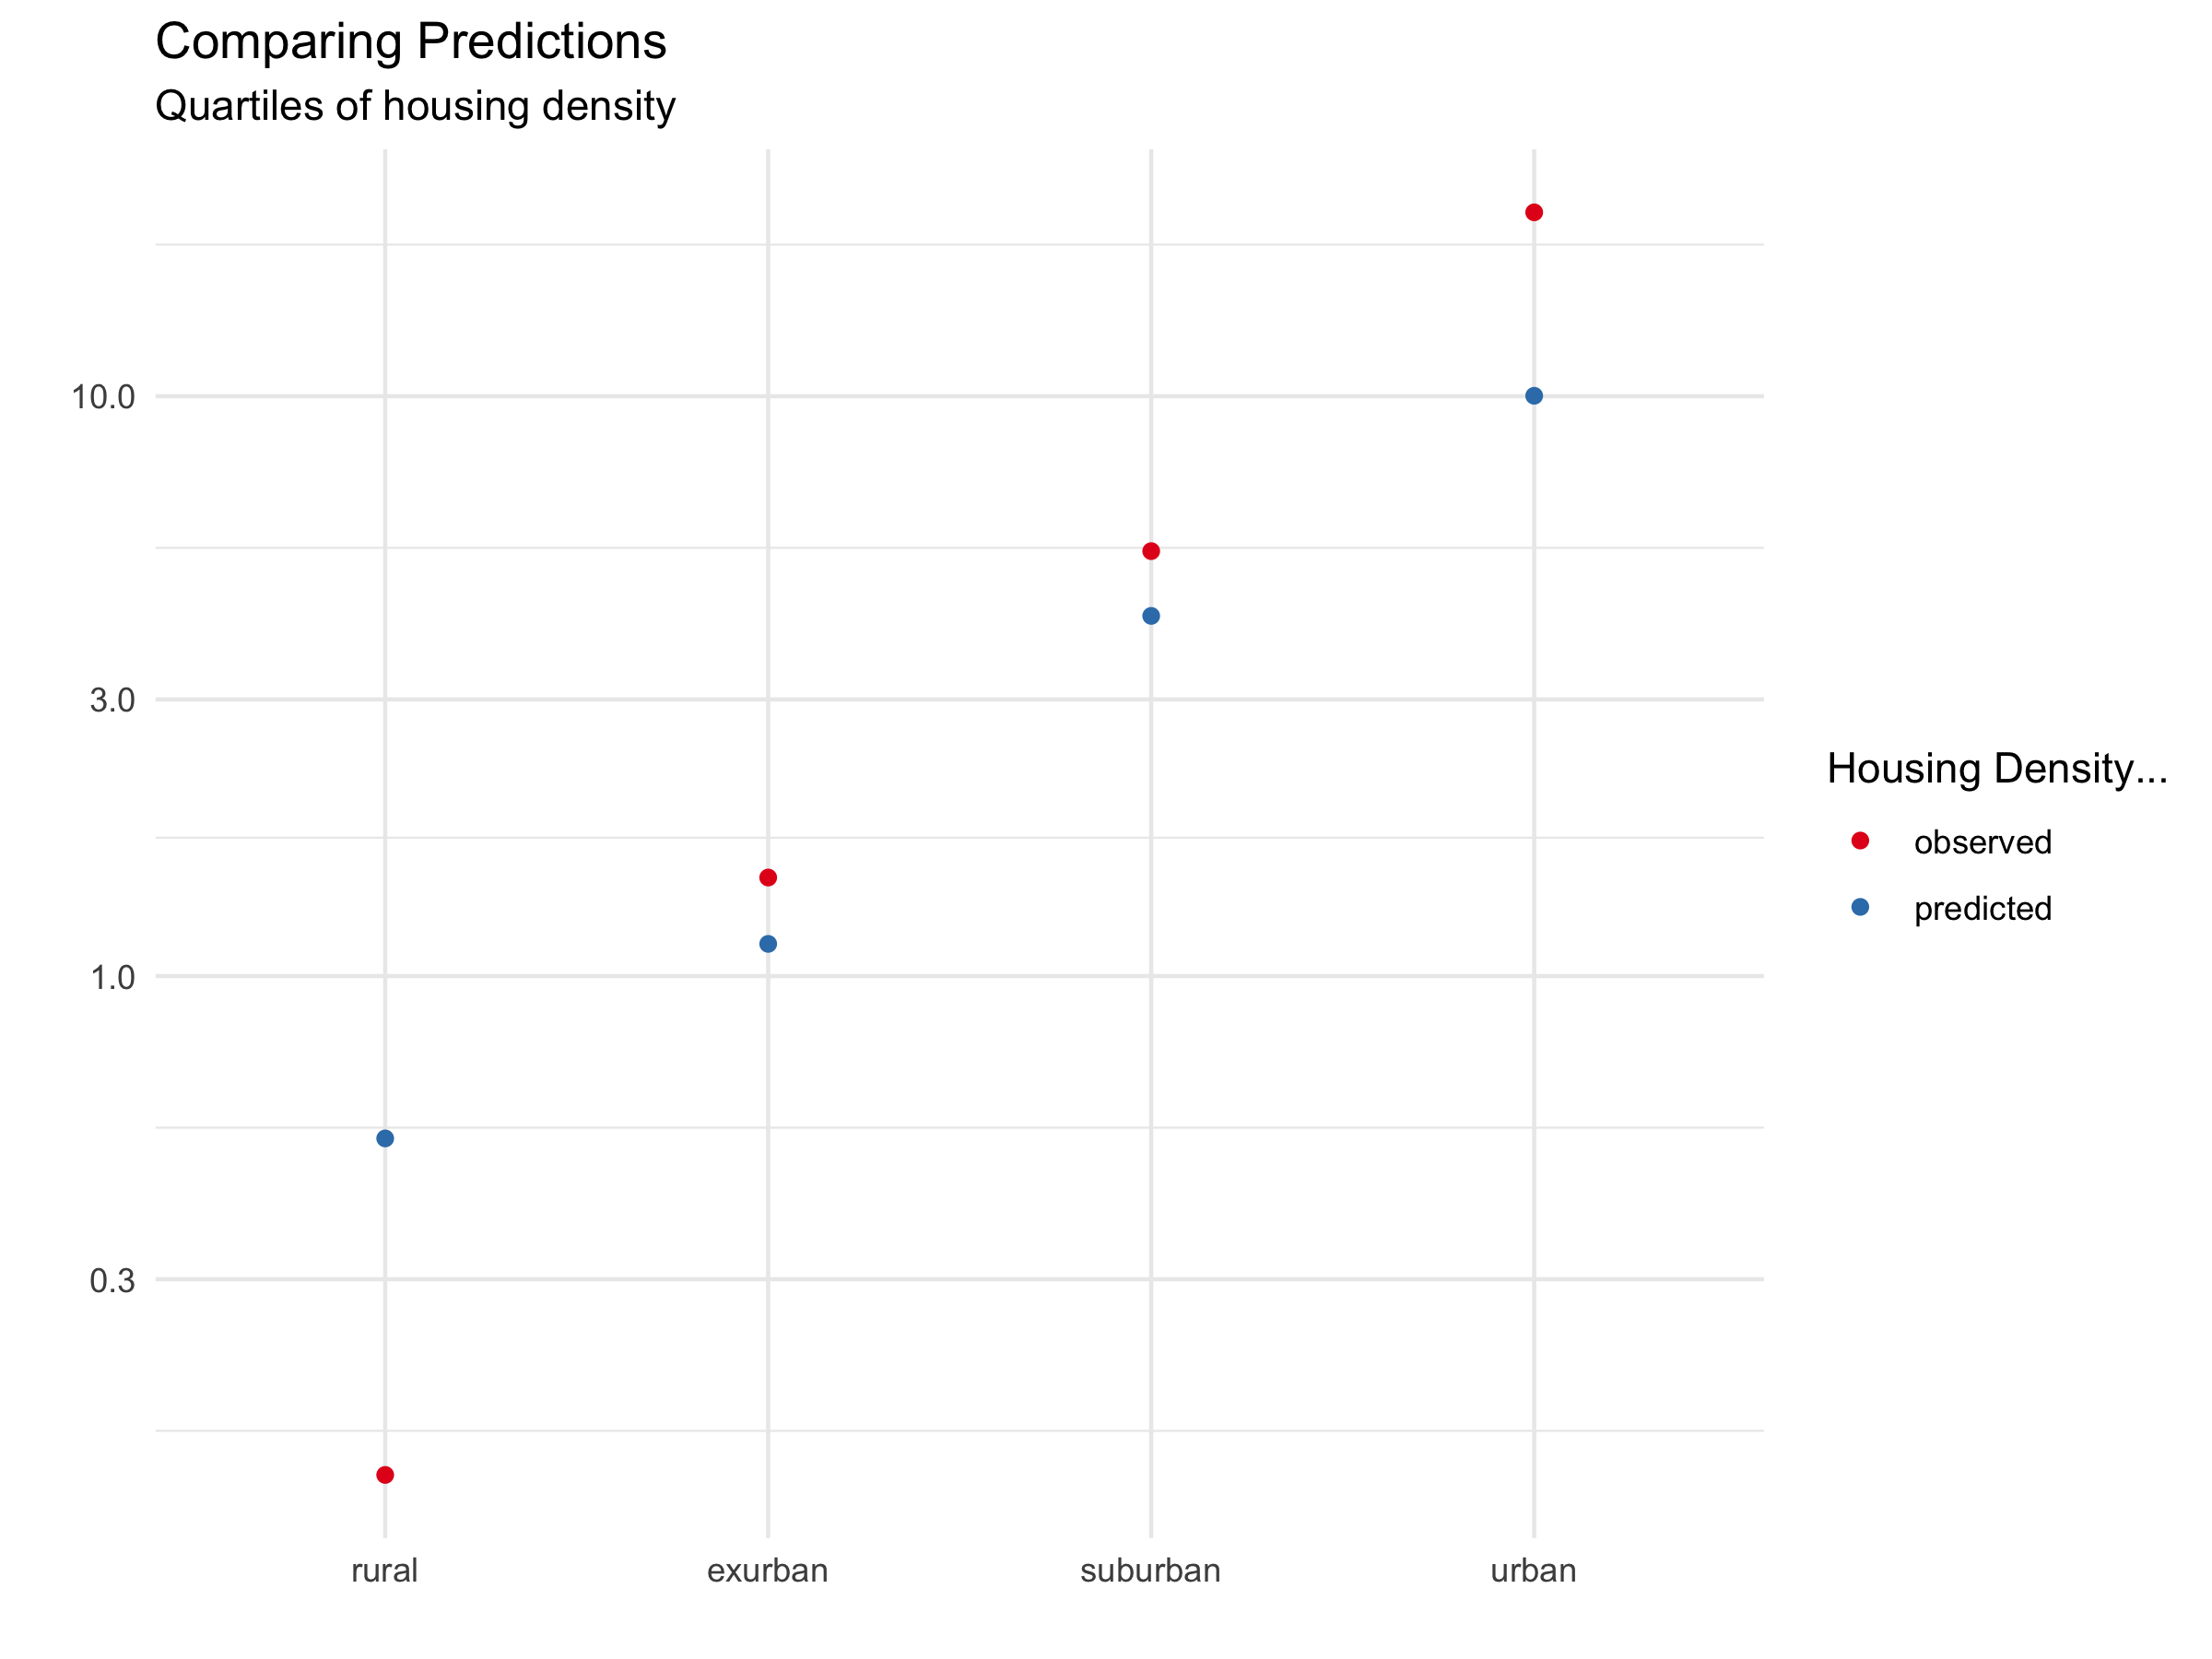 Comparing Predictions
Quartiles of housing density
10.0
3.0
1.0
0.3
rural exurban suburban urban
Housing Density...
observed
predicted